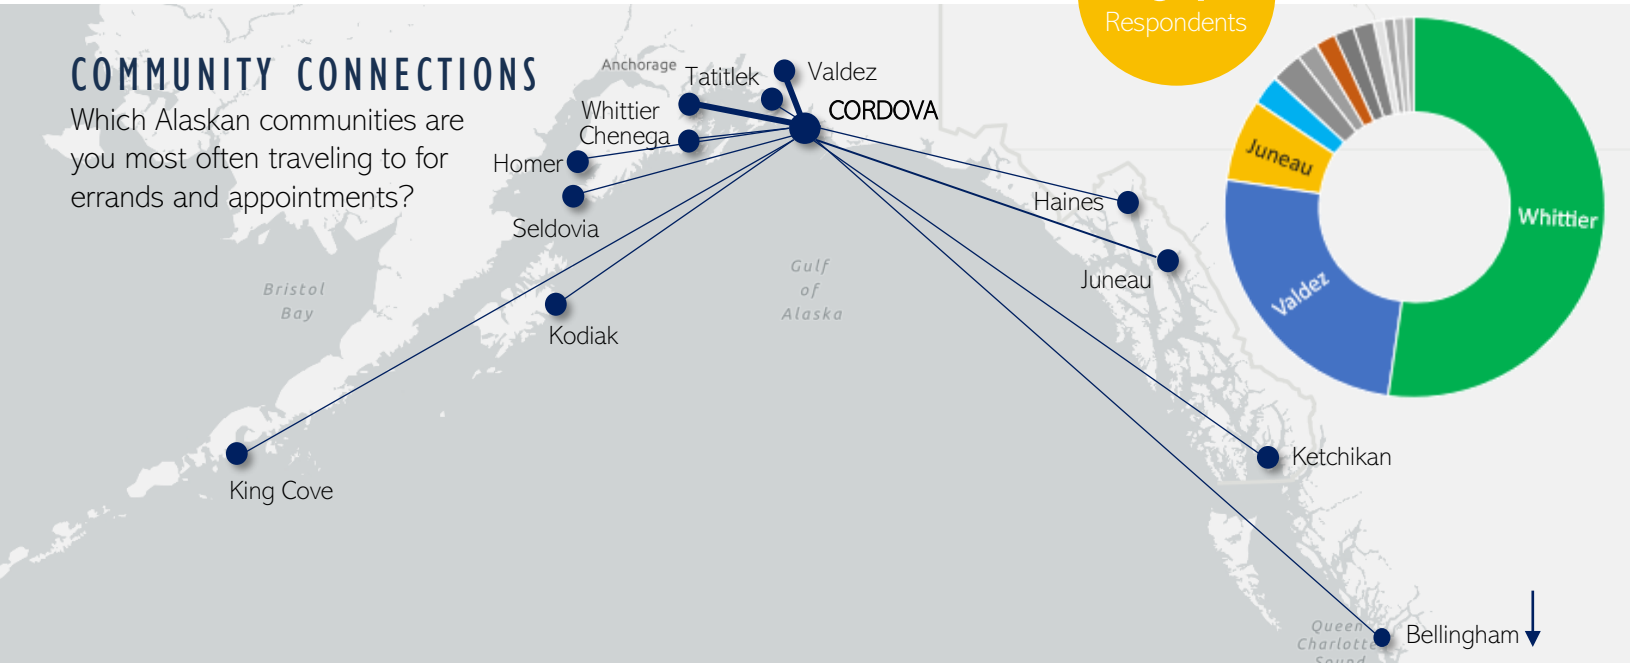 Respondents
COMMUNITY CONNECTIONS
Which Alaskan communities are
you most often traveling to for
errands and appointments?
Anchorage
Tatitlek
Valdez
Whittier
CORDOVA
Chenega
Homer
Seldovia
Haines
Juneau
Kodiak
King Cove
Ketchikan
Bellingham
Bristol
Bay
Gulf
of
Alaska
Queen
Charlotte
Sound
Juneau
Whittier
Valdez